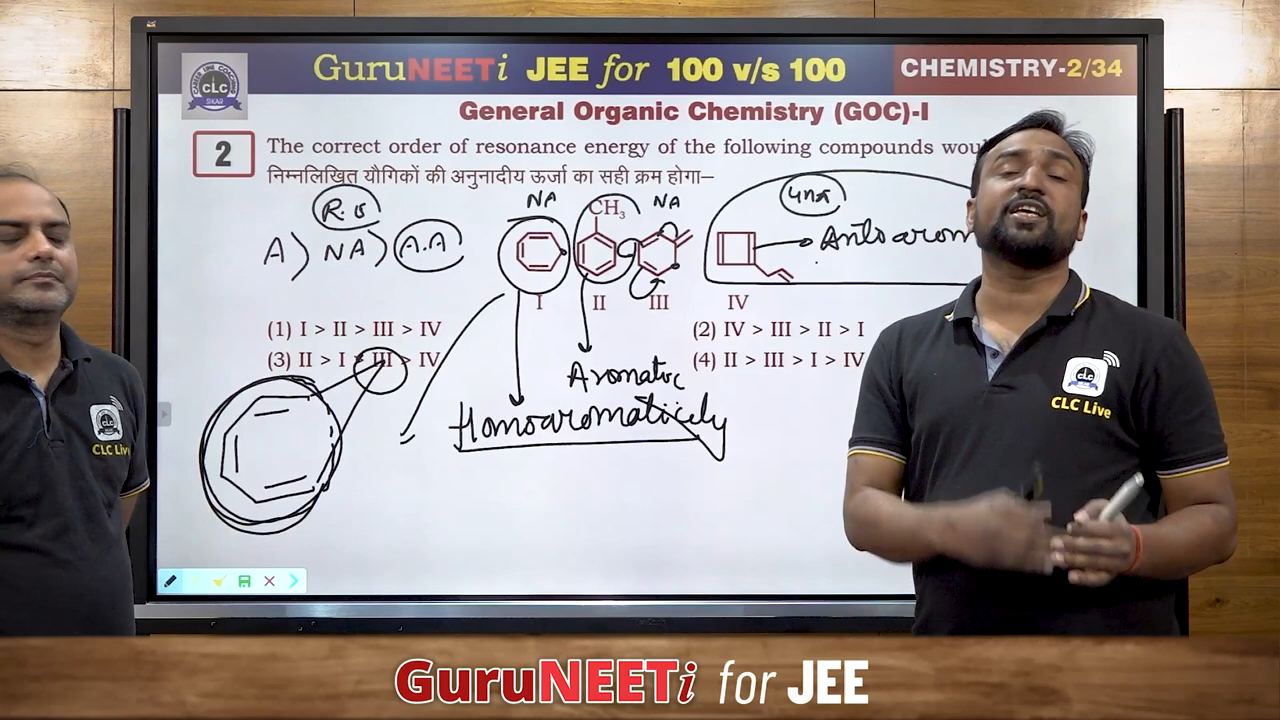 GuruNEETi JEE for 100 v/s 100
CHEMISTRY-2/34
CLC
SIKAR
General Organic Chemistry (GOC)-I
2
The correct order of resonance energy of the following compounds wou
निम्नलिखित यौगिकों की अनुनादीय ऊर्जा का सही क्रम होगा–
NA
CH3
NA
A > NA > A.A
Antiarom
I II III IV
(1) I > II > III > IV
(2) IV > III > II > I
(3) II > I > III > IV
(4) II > III > I > IV
Aromatic
CLC Live
CLC Live
GuruNEETi for JEE